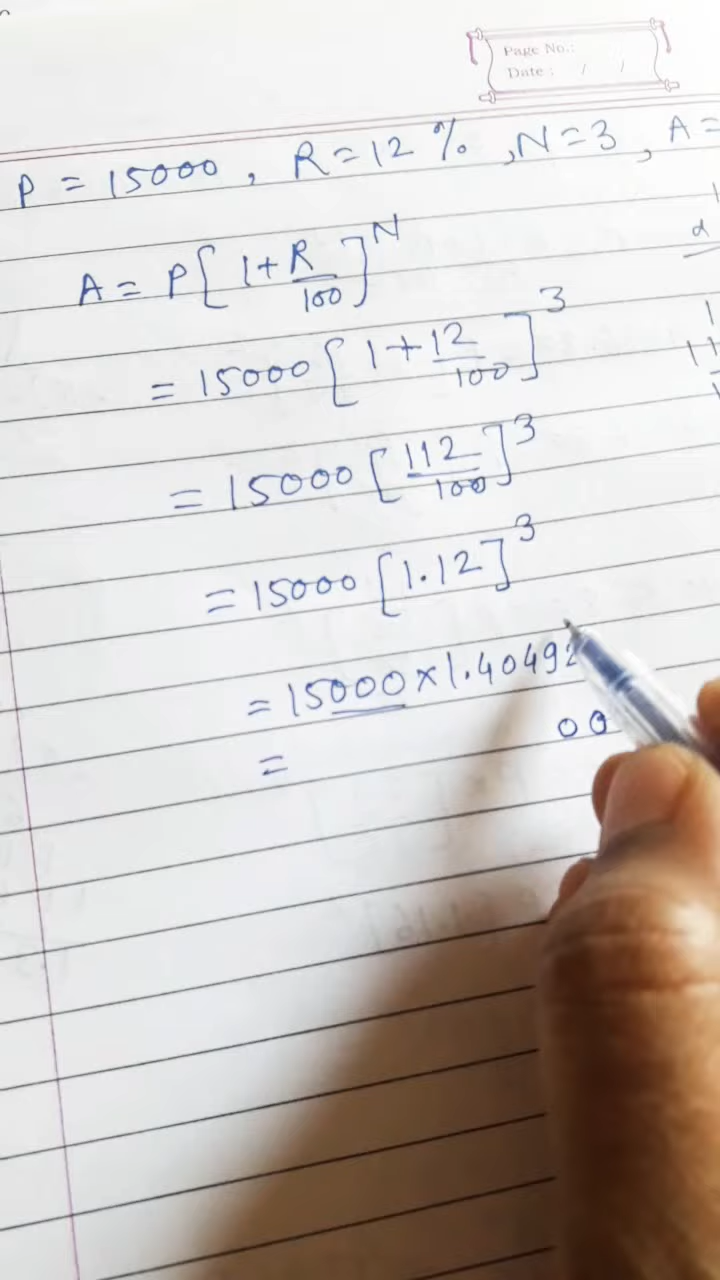 Page No.:
Date : / /
P = 15000 , R = 12 % , N = 3 , A =
A = P[ 1 + R/100 ]^N
= 15000 [ 1 + 12/100 ]^3
= 15000 [ 112/100 ]^3
= 15000 [ 1.12 ]^3
= 15000 × 1.40492
= 00